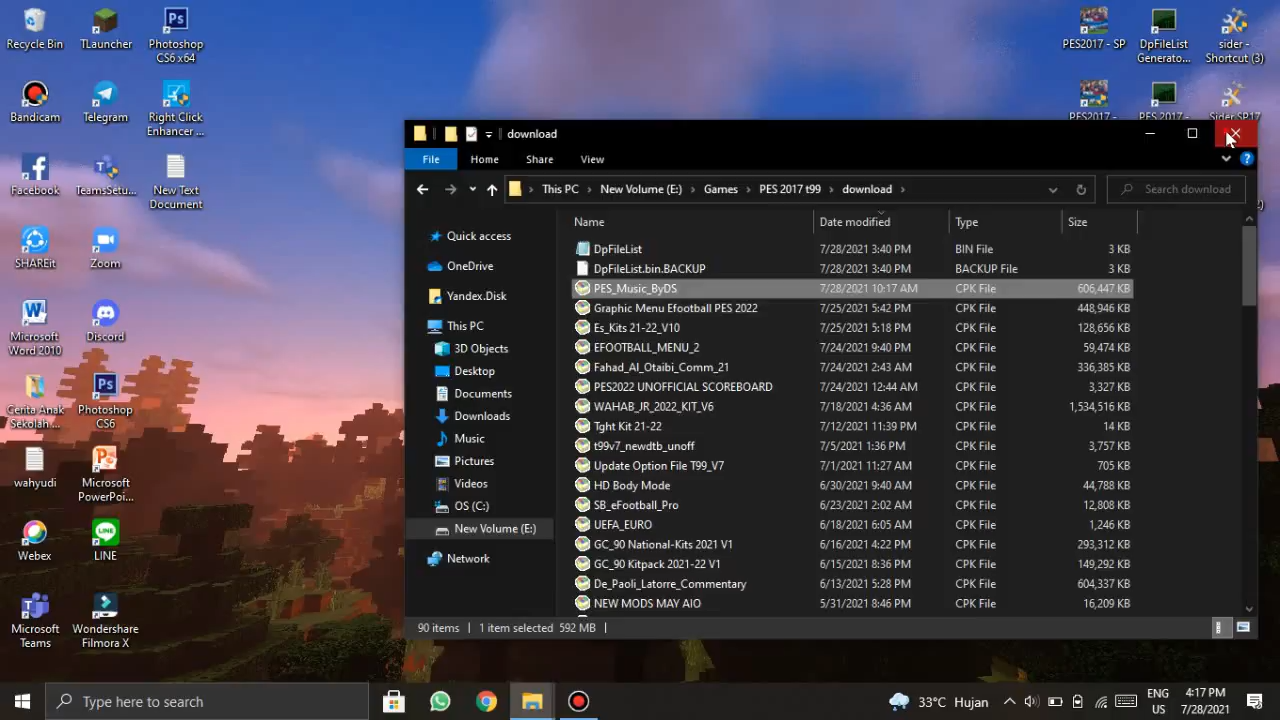 Recycle Bin
TLauncher
Photoshop
CS6 x64
Bandicam
Telegram
Right Click
Enhancer ...
Facebook
TeamsSetu...
New Text
Document
SHAREit
Zoom
Microsoft
Word 2010
Discord
Cerita Anak
Sekolah ...
Photoshop
CS6
wahyudi
Microsoft
PowerPoi...
Webex
LINE
Microsoft
Teams
Wondershare
Filmora X
PES2017 - SP
DpFileList
Generato...
sider -
Shortcut (3)
PES2017 -
PES 2017 -
Sider SP17
download
File
Home
Share
View
This PC
New Volume (E:)
Games
PES 2017 t99
download
Search download
Quick access
OneDrive
Yandex.Disk
This PC
3D Objects
Desktop
Documents
Downloads
Music
Pictures
Videos
OS (C:)
New Volume (E:)
Network
Name Date modified Type Size
DpFileList 7/28/2021 3:40 PM BIN File 3 KB
DpFileList.bin.BACKUP 7/28/2021 3:40 PM BACKUP File 3 KB
PES_Music_ByDS 7/28/2021 10:17 AM CPK File 606,447 KB
Graphic Menu Efootball PES 2022 7/25/2021 5:42 PM CPK File 448,946 KB
Es_Kits 21-22_V10 7/25/2021 5:18 PM CPK File 128,656 KB
EFOOTBALL_MENU_2 7/24/2021 9:40 PM CPK File 59,474 KB
Fahad_Al_Otaibi_Comm_21 7/24/2021 2:43 AM CPK File 336,385 KB
PES2022 UNOFFICIAL SCOREBOARD 7/24/2021 12:44 AM CPK File 3,327 KB
WAHAB_JR_2022_KIT_V6 7/18/2021 4:36 AM CPK File 1,534,516 KB
Tght Kit 21-22 7/12/2021 11:39 PM CPK File 14 KB
t99v7_newdtb_unoff 7/5/2021 1:36 PM CPK File 3,757 KB
Update Option File T99_V7 7/1/2021 11:27 AM CPK File 705 KB
HD Body Mode 6/30/2021 9:40 AM CPK File 44,788 KB
SB_eFootball_Pro 6/23/2021 2:02 AM CPK File 12,808 KB
UEFA_EURO 6/18/2021 6:05 AM CPK File 1,246 KB
GC_90 National-Kits 2021 V1 6/16/2021 4:22 PM CPK File 293,312 KB
GC_90 Kitpack 2021-22 V1 6/15/2021 8:36 PM CPK File 149,292 KB
De_Paoli_Latorre_Commentary 6/13/2021 5:28 PM CPK File 604,337 KB
NEW MODS MAY AIO 5/31/2021 8:46 PM CPK File 16,209 KB
90 items 1 item selected 592 MB
Type here to search
33°C Hujan
ENG
US
4:17 PM
7/28/2021